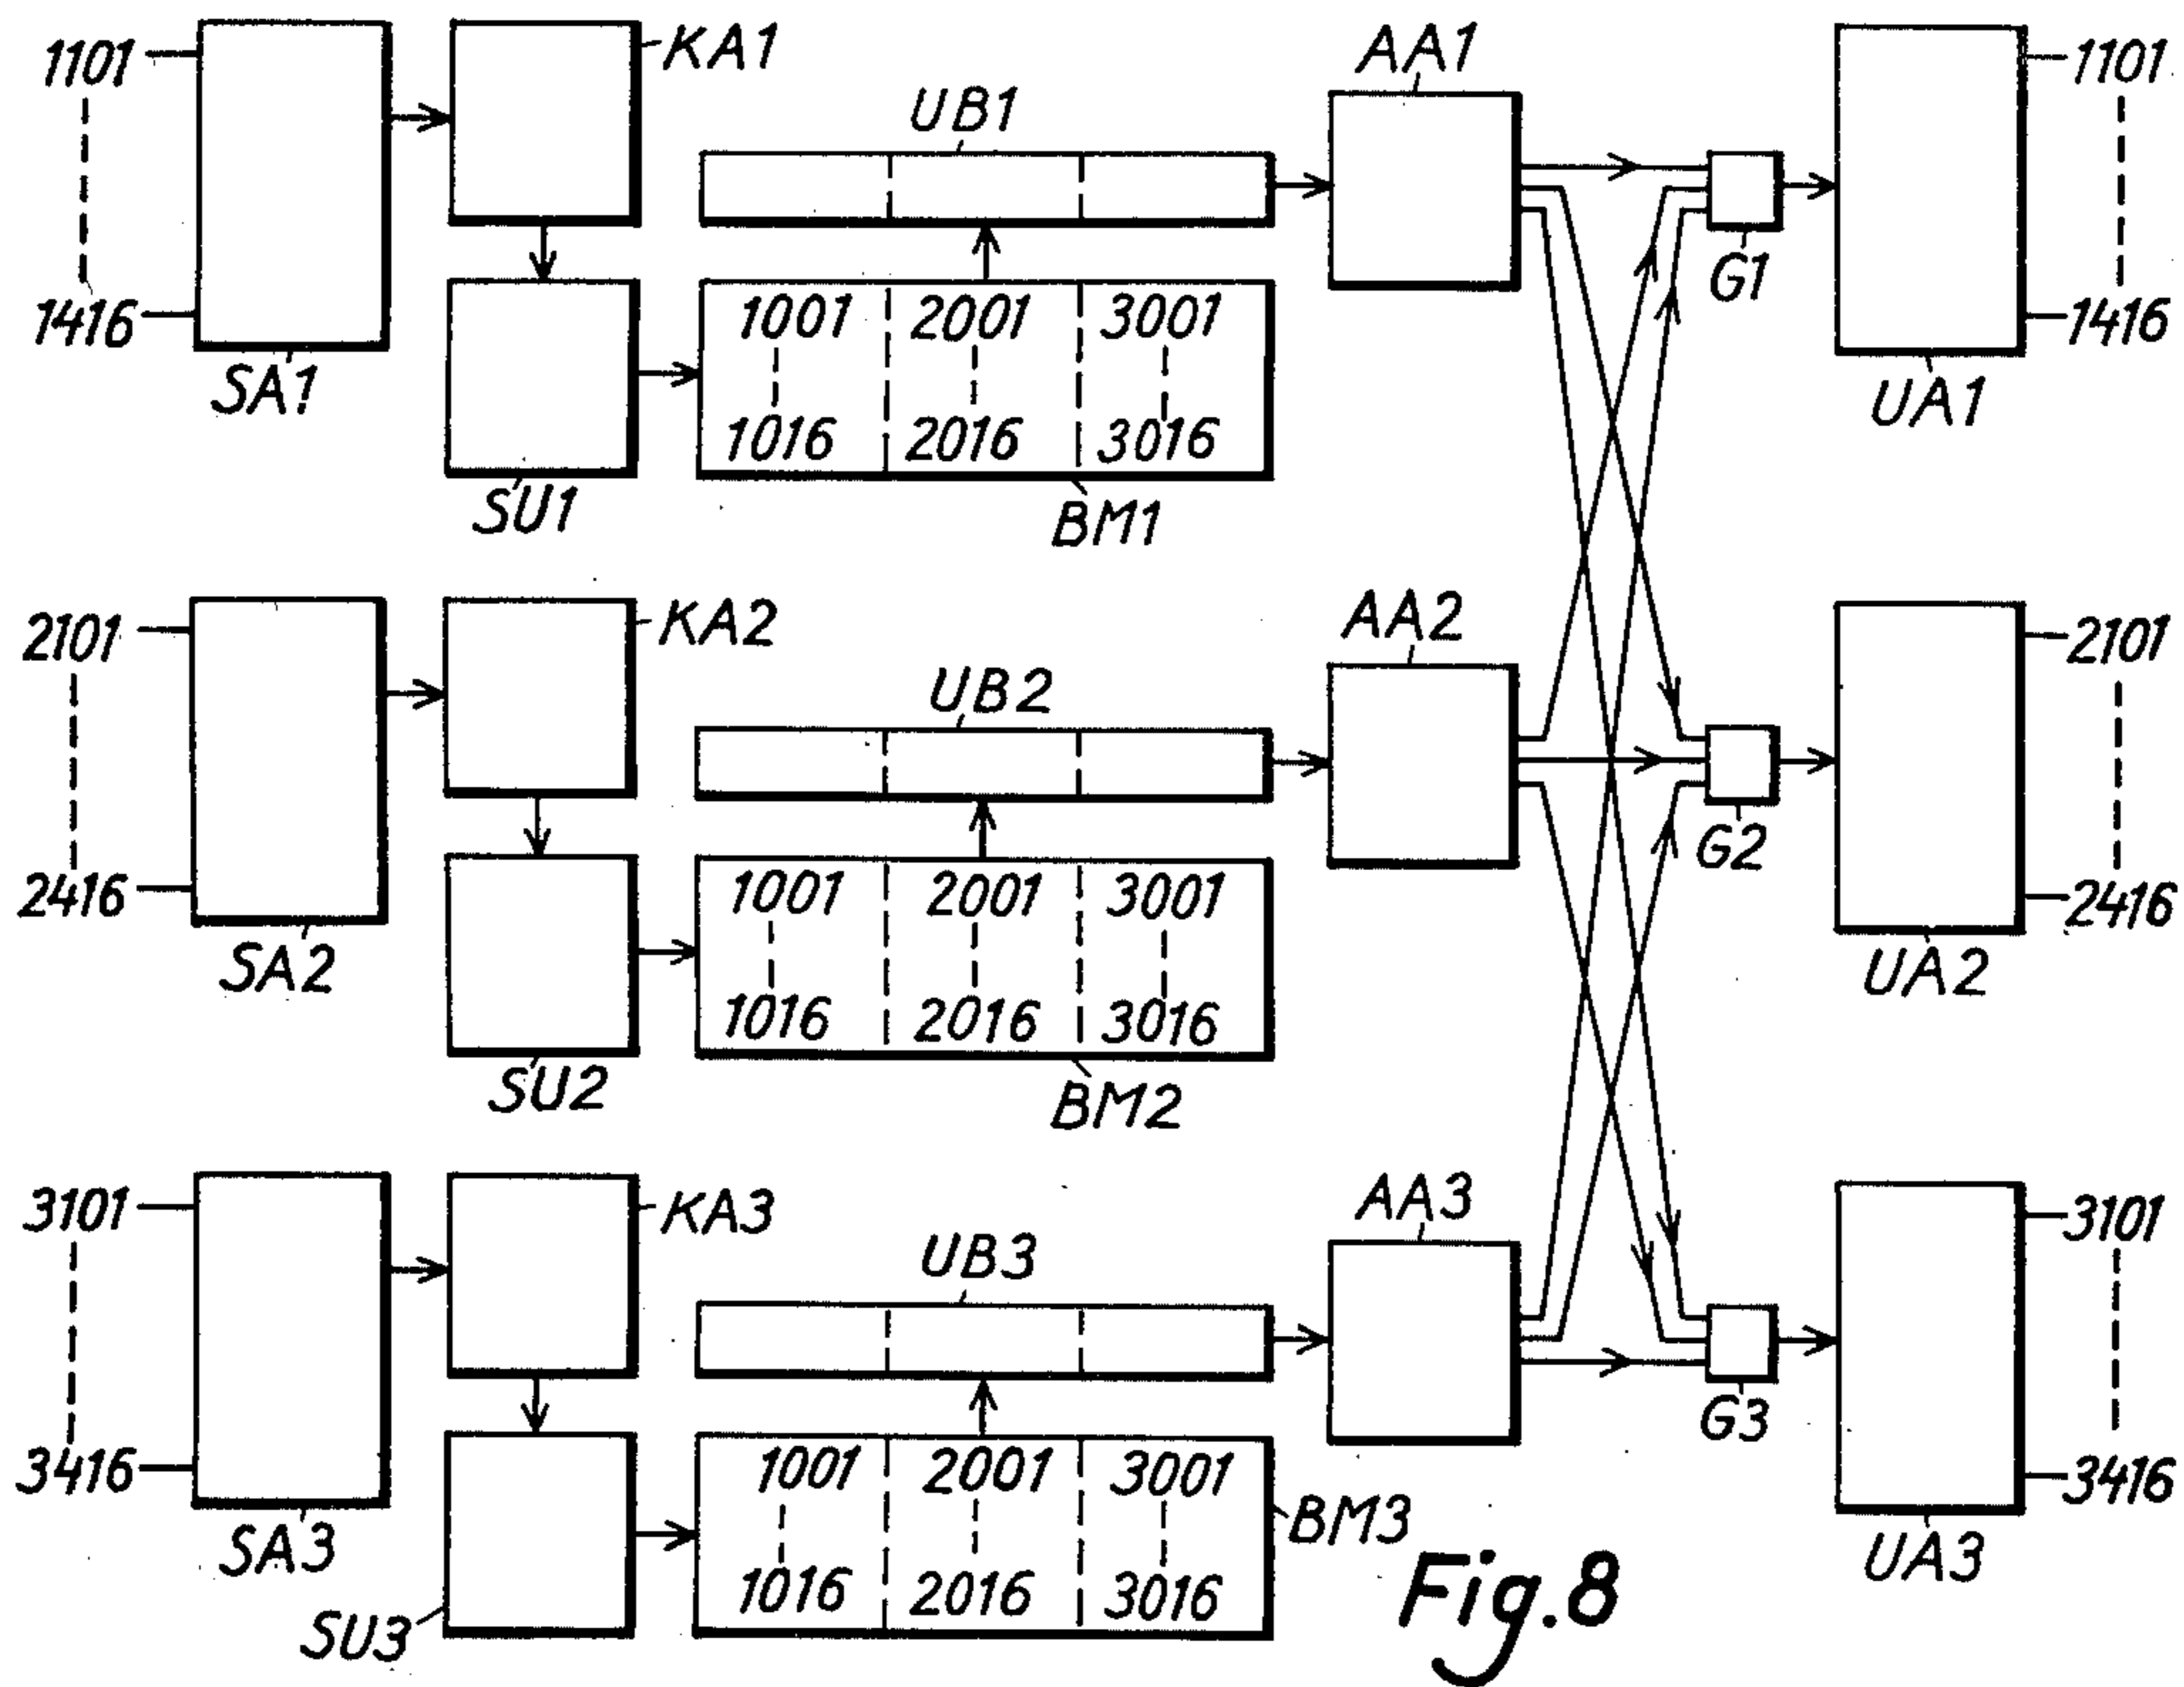 1101
1416
SA1
KA1
SU1
UB1
1001 2001 3001
1016 2016 3016
BM1
AA1
G1
1101
1416
UA1
2101
2416
SA2
KA2
SU2
UB2
1001 2001 3001
1016 2016 3016
BM2
AA2
G2
2101
2416
UA2
3101
3416
SA3
KA3
SU3
UB3
1001 2001 3001
1016 2016 3016
BM3
AA3
G3
3101
3416
UA3
Fig.8